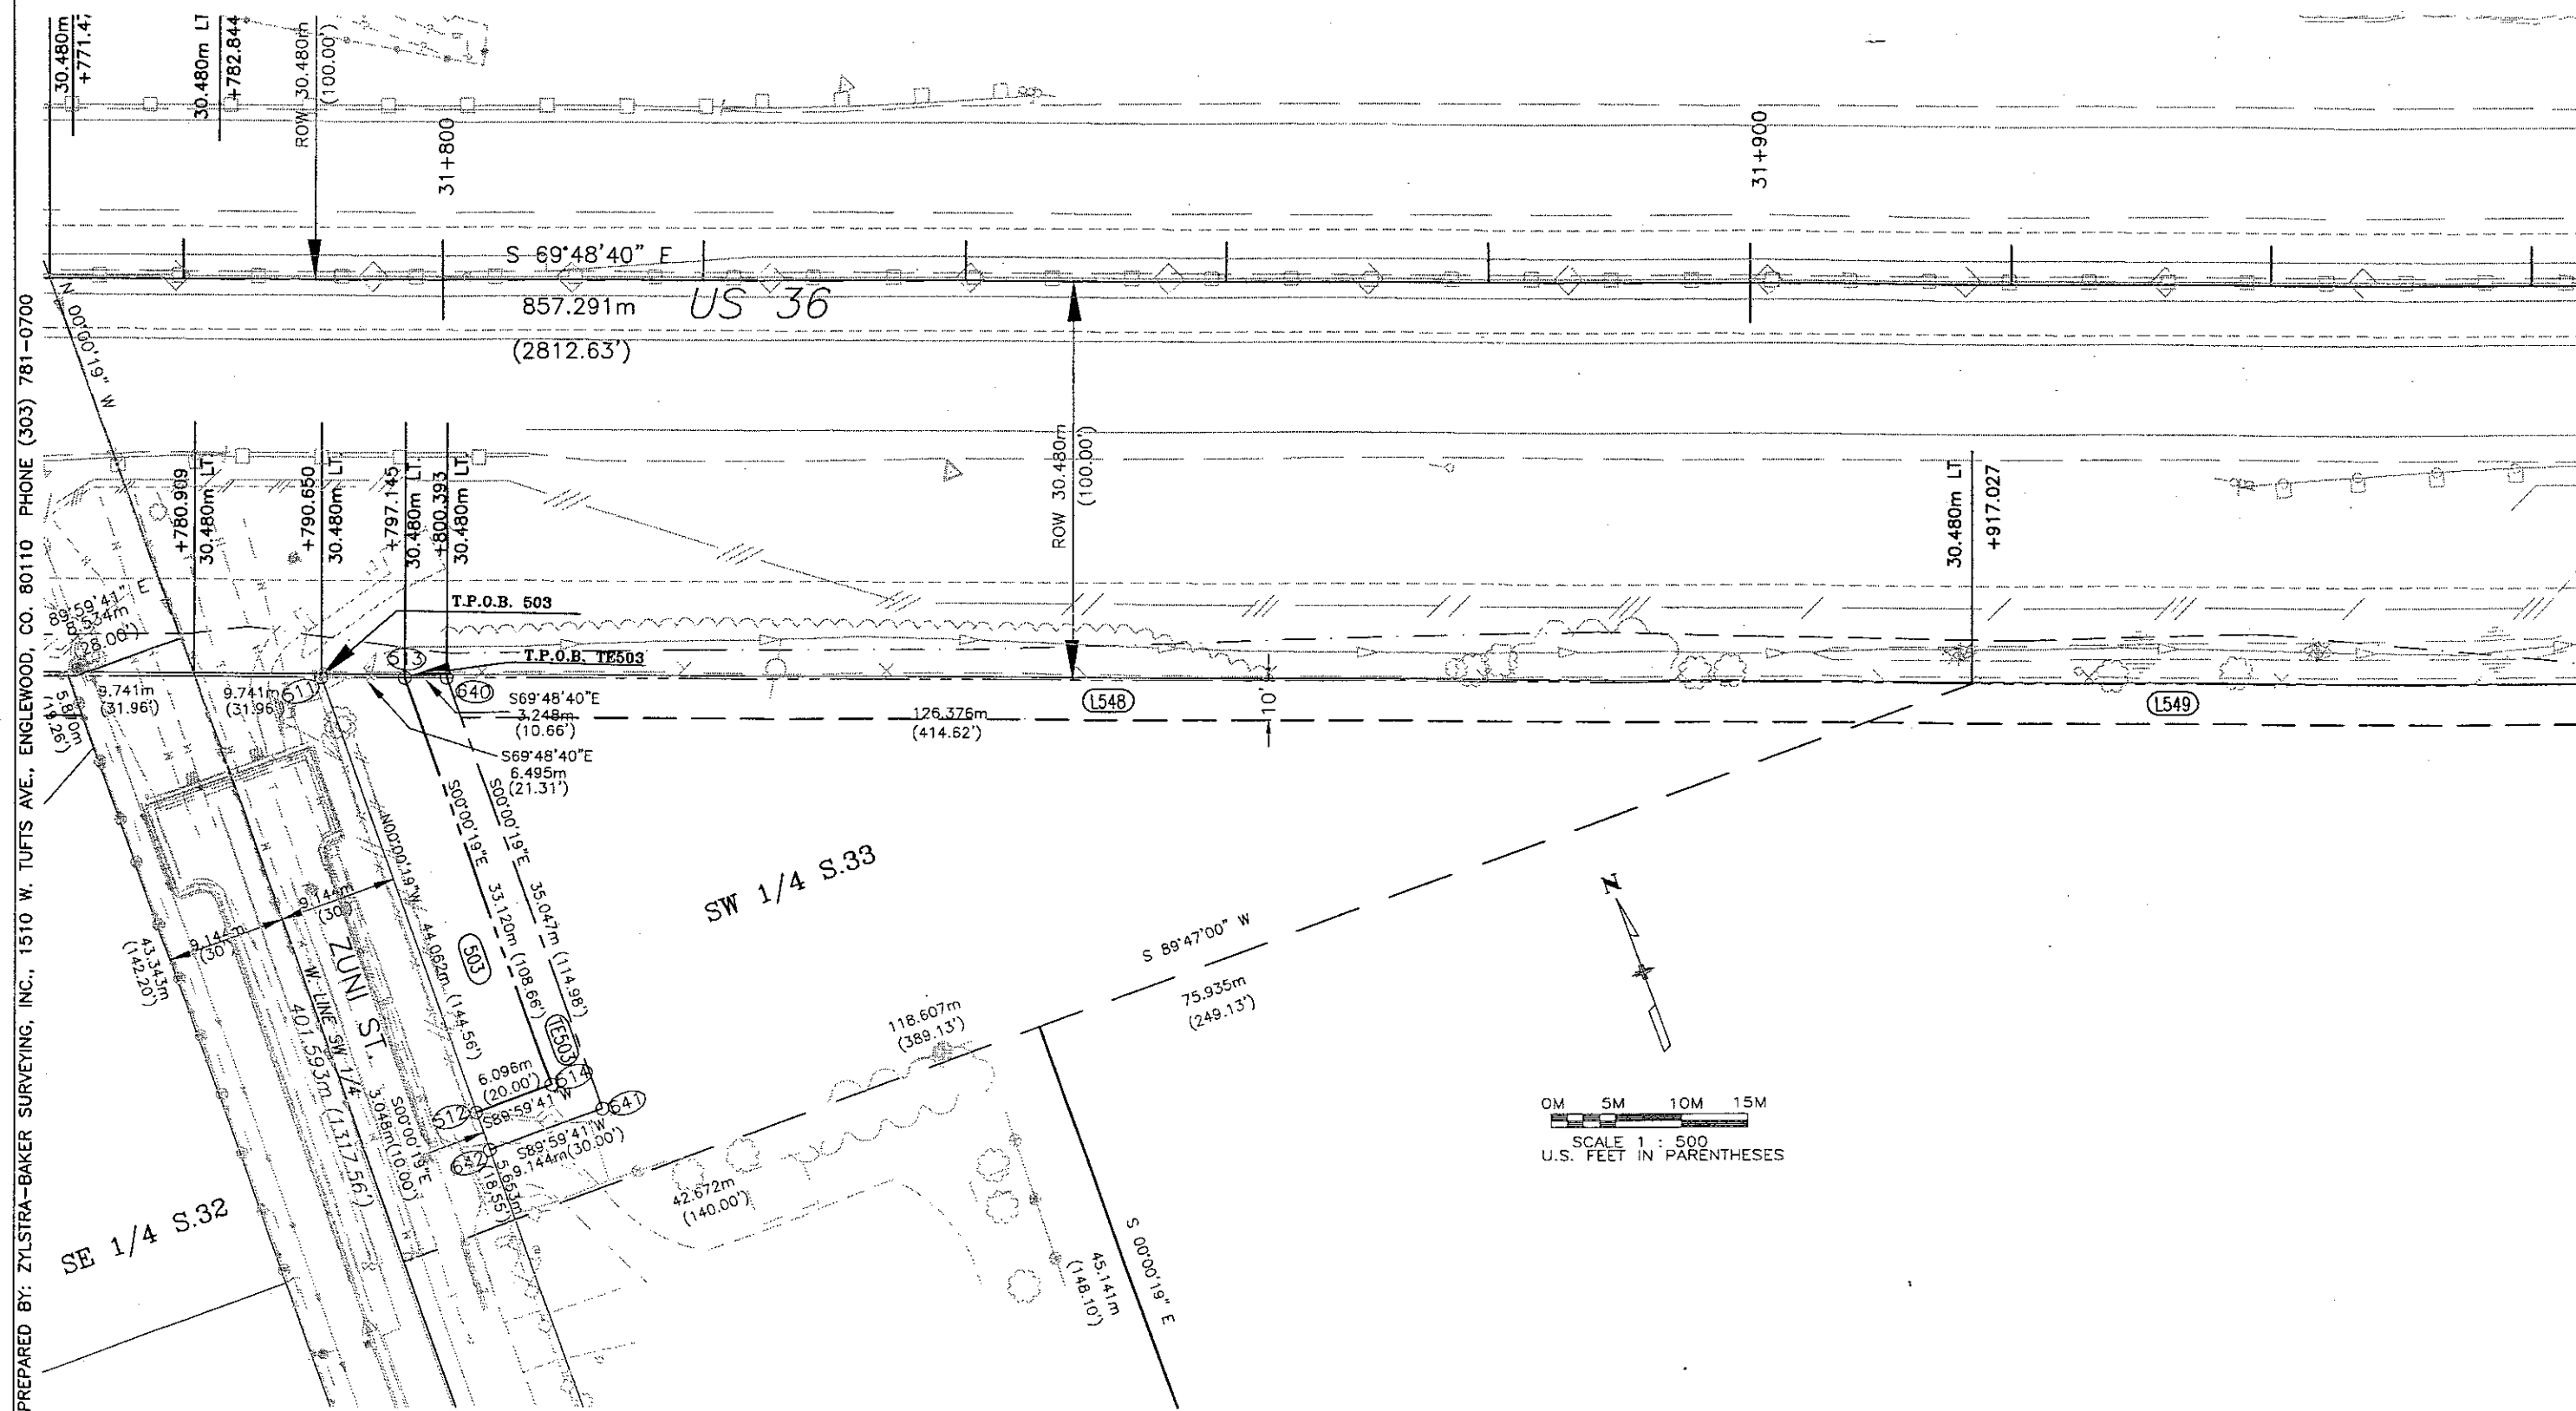 PREPARED BY: ZYLSTRA-BAKER SURVEYING, INC., 1510 W. TUFTS AVE., ENGLEWOOD, CO. 80110 PHONE (303) 781-0700
30.480m
+771.47
30.480m LT
+782.844
ROW 30.480m
(100.00')
31+800
31+900
S 69°48'40" E
857.291m
(2812.63')
US 36
N 00°00'19" W
+780.909
30.480m LT.
+790.650
30.480m LT.
+797.145
30.480m LT.
+800.393
30.480m LT.
ROW 30.480m
(100.00')
30.480m LT.
+917.027
89°59'41" E
8.534m
(28.00')
T.P.O.B. 503
T.P.O.B. TE503
513
511
640
9.741m
(31.96')
9.741m
(31.96')
5.870m
(19.26')
S69°48'40"E
3.248m
(10.66')
S69°48'40"E
6.495m
(21.31')
126.376m
(414.62')
10'
L548
L549
S00°00'19"E 33.120m (108.66')
S00°00'19"E 35.047m (114.98')
N00°00'19"W 44.062m (144.56')
503
TE503
SW 1/4 S.33
9.144m
(30')
9.144m
(30')
43.343m
(142.20')
ZUNI ST.
W. LINE SW 1/4
401.593m (1317.56')
S00°00'19"E
3.048m(10.00')
6.096m
(20.00')
S89°59'41"W
512
514
641
642
S89°59'41"W
9.144m(30.00')
5.653m
(18.55')
118.607m
(389.13')
S 89°47'00" W
75.935m
(249.13')
42.672m
(140.00')
S 00°00'19" E
45.141m
(148.10')
SE 1/4 S.32
N
0M 5M 10M 15M
SCALE 1 : 500
U.S. FEET IN PARENTHESES